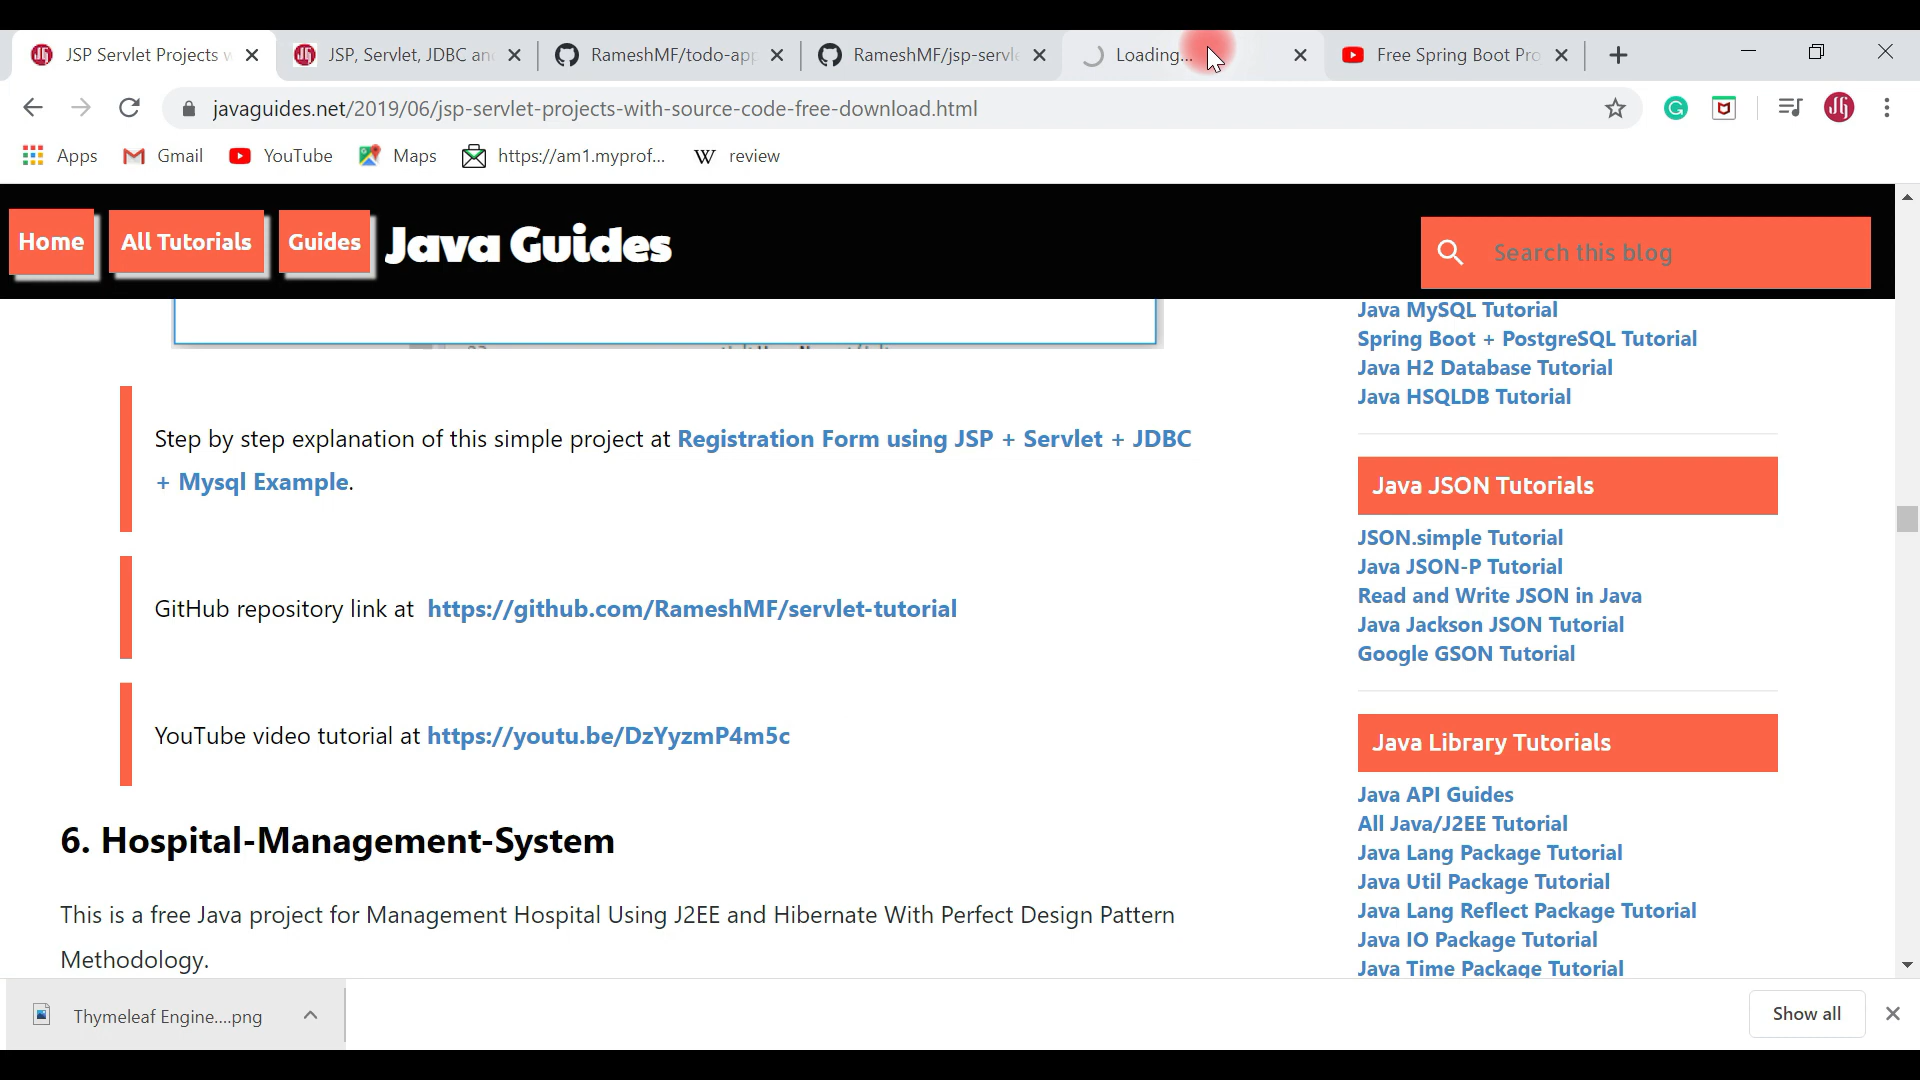 JSP Servlet Projects w
JSP, Servlet, JDBC an
RameshMF/todo-app
RameshMF/jsp-servle
Loading...
Free Spring Boot Pro
javaguides.net/2019/06/jsp-servlet-projects-with-source-code-free-download.html
Apps
Gmail
YouTube
Maps
https://am1.myprof...
review
Home
All Tutorials
Guides
Java Guides
Search this blog
Step by step explanation of this simple project at Registration Form using JSP + Servlet + JDBC
+ Mysql Example.
GitHub repository link at https://github.com/RameshMF/servlet-tutorial
YouTube video tutorial at https://youtu.be/DzYyzmP4m5c
6. Hospital-Management-System
This is a free Java project for Management Hospital Using J2EE and Hibernate With Perfect Design Pattern
Methodology.
Java MySQL Tutorial
Spring Boot + PostgreSQL Tutorial
Java H2 Database Tutorial
Java HSQLDB Tutorial
Java JSON Tutorials
JSON.simple Tutorial
Java JSON-P Tutorial
Read and Write JSON in Java
Java Jackson JSON Tutorial
Google GSON Tutorial
Java Library Tutorials
Java API Guides
All Java/J2EE Tutorial
Java Lang Package Tutorial
Java Util Package Tutorial
Java Lang Reflect Package Tutorial
Java IO Package Tutorial
Java Time Package Tutorial
Thymeleaf Engine....png
Show all